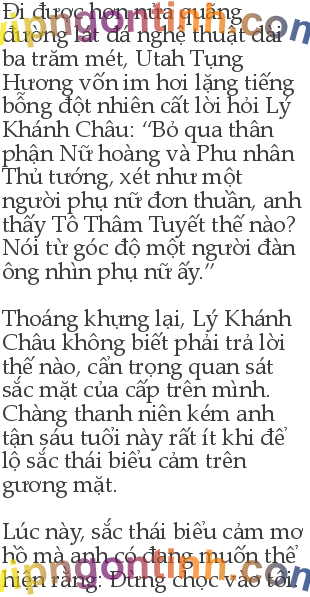 Đi được hơn nửa quãng
đường lát đá nghệ thuật dài
ba trăm mét, Utah Tụng
Hương vốn im hơi lặng tiếng
bỗng đột nhiên cất lời hỏi Lý
Khánh Châu: “Bỏ qua thân
phận Nữ hoàng và Phu nhân
Thủ tướng, xét như một
người phụ nữ đơn thuần, anh
thấy Tô Thâm Tuyết thế nào?
Nói từ góc độ một người đàn
ông nhìn phụ nữ ấy.”
Thoáng khựng lại, Lý Khánh
Châu không biết phải trả lời
thế nào, cẩn trọng quan sát
sắc mặt của cấp trên mình.
Chàng thanh niên kém anh
tận sáu tuổi này rất ít khi để
lộ sắc thái biểu cảm trên
gương mặt.
Lúc này, sắc thái biểu cảm mơ
hồ mà anh có đang muốn thể
hiện rằng: Đừng chọc vào tôi.
vipngontinh.com
vipngontinh.com